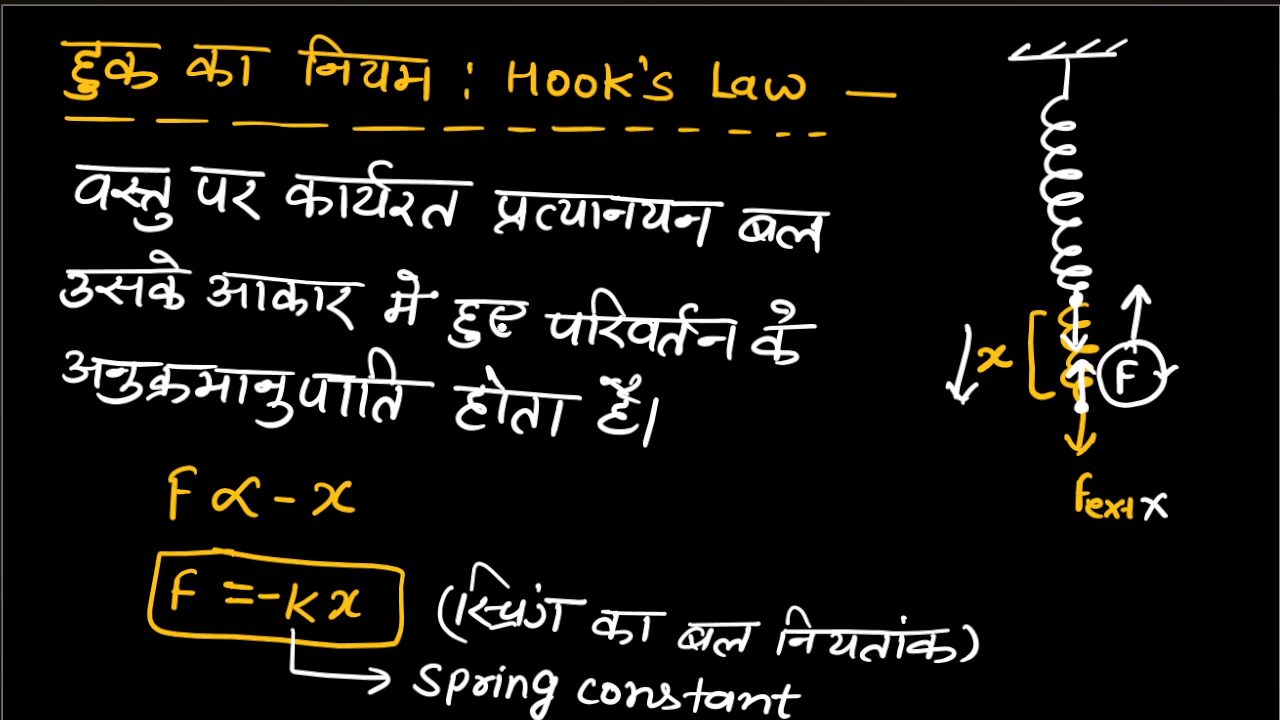 हुक का नियम : Hook's Law —
वस्तु पर कार्यरत प्रत्यानयन बल
उसके आकार में हुए परिवर्तन के
अनुक्रमानुपाति होता है।
F ∝ - x
F = - k x
(स्प्रिंग का बल नियतांक)
Spring constant
x
F
Fext x